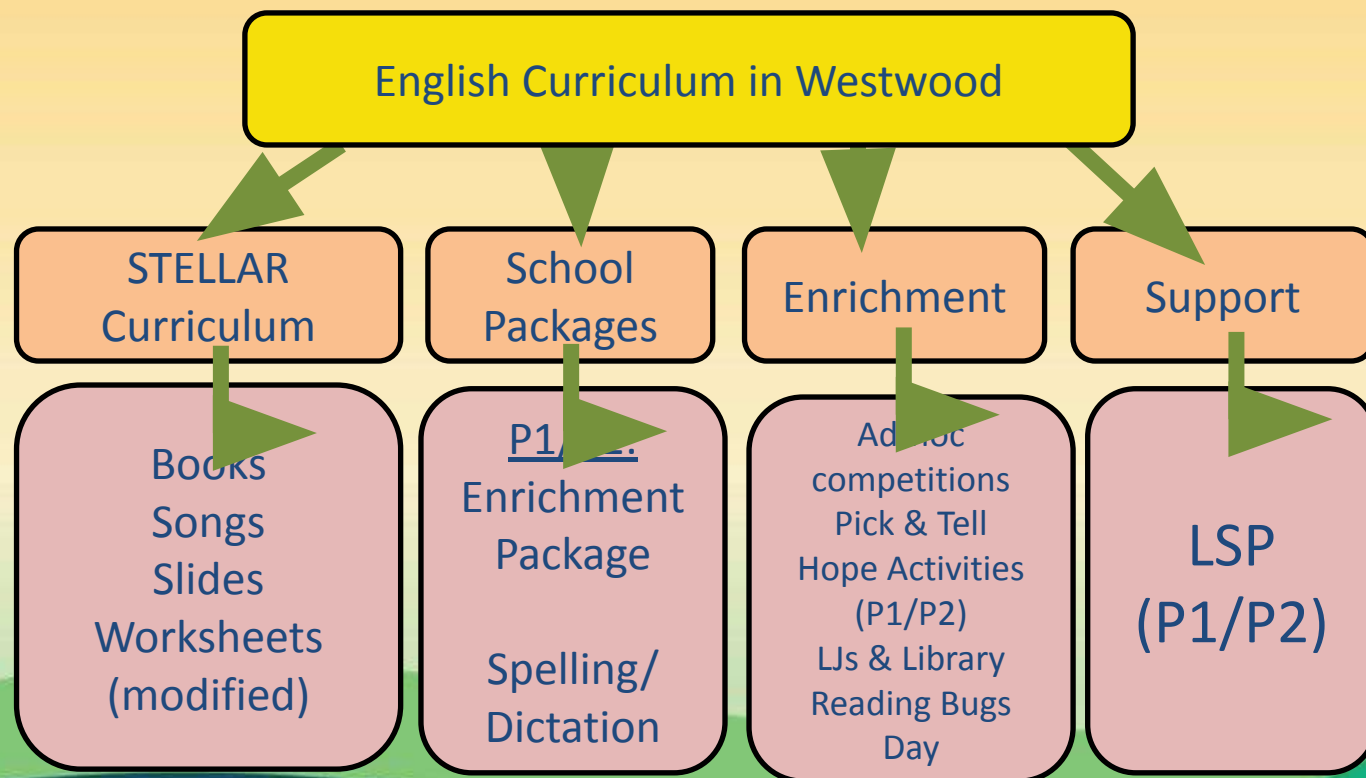 English Curriculum in Westwood
STELLAR
Curriculum
School
Packages
Enrichment
Support
Books
Songs
Slides
Worksheets
(modified)
P1/
Enrichment
Package
Spelling/
Dictation
competitions
Pick & Tell
Hope Activities
(P1/P2)
LJs & Library
Reading Bugs
Day
LSP
(P1/P2)